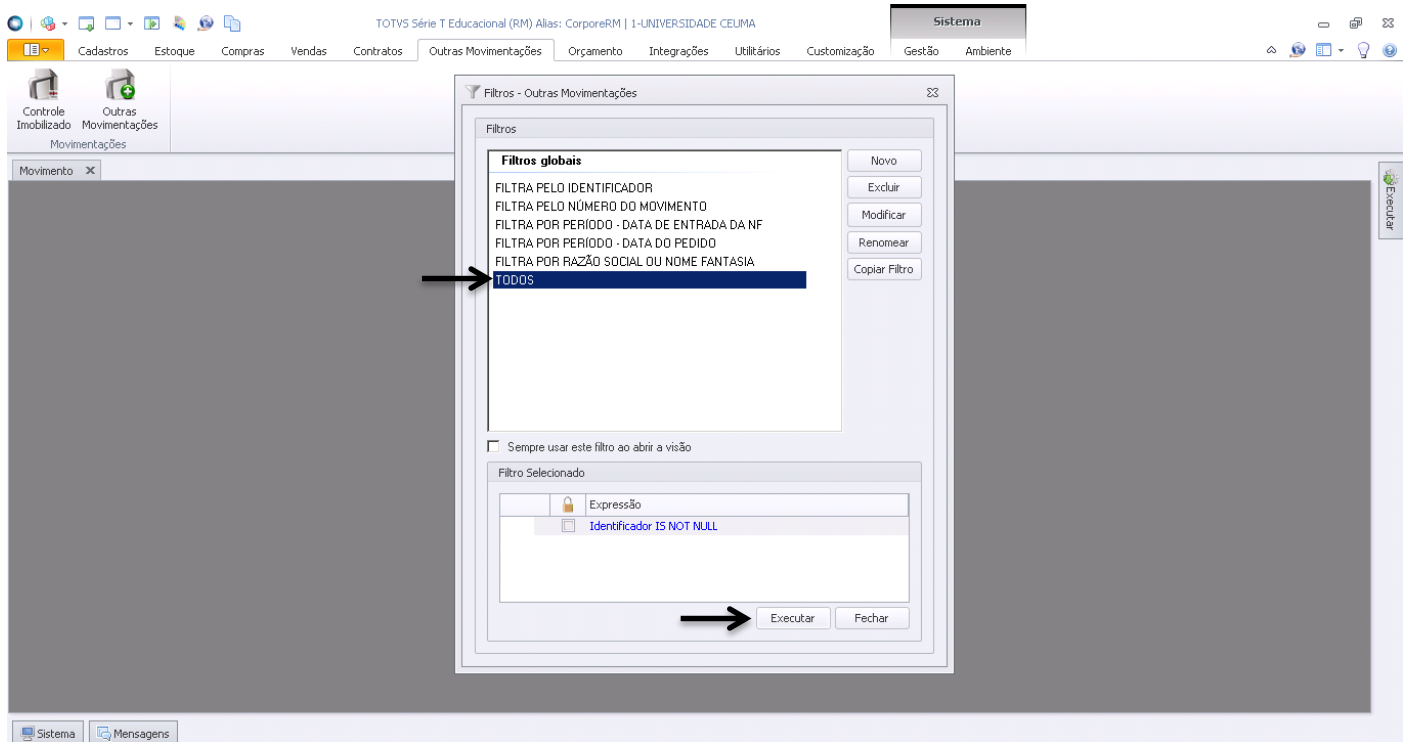 TOTVS Série T Educacional (RM) Alias: CorporeRM | 1-UNIVERSIDADE CEUMA
Sistema
Cadastros Estoque Compras Vendas Contratos Outras Movimentações Orçamento Integrações Utilitários Customização Gestão Ambiente
Controle Imobilizado
Outras Movimentações
Movimentações
Movimento
Executar
Filtros - Outras Movimentações
Filtros
Filtros globais
FILTRA PELO IDENTIFICADOR
FILTRA PELO NÚMERO DO MOVIMENTO
FILTRA POR PERÍODO - DATA DE ENTRADA DA NF
FILTRA POR PERÍODO - DATA DO PEDIDO
FILTRA POR RAZÃO SOCIAL OU NOME FANTASIA
TODOS
Novo
Excluir
Modificar
Renomear
Copiar Filtro
Sempre usar este filtro ao abrir a visão
Filtro Selecionado
Expressão
Identificador IS NOT NULL
Executar Fechar
Sistema Mensagens